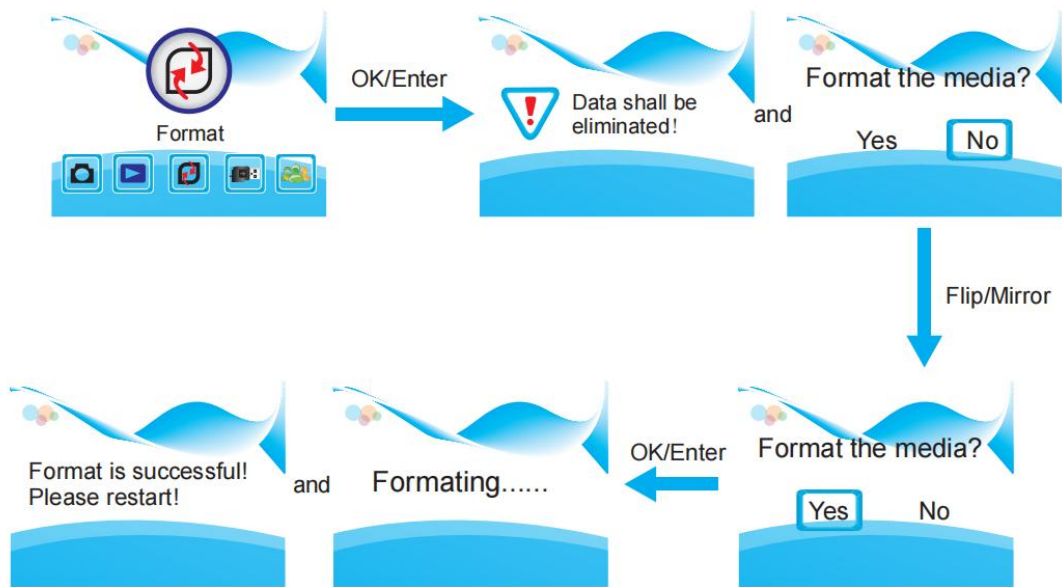 Format
OK/Enter
Data shall be
eliminated!
and
Format the media?
Yes
No
Flip/Mirror
Format the media?
Yes
No
OK/Enter
Formating......
and
Format is successful!
Please restart!